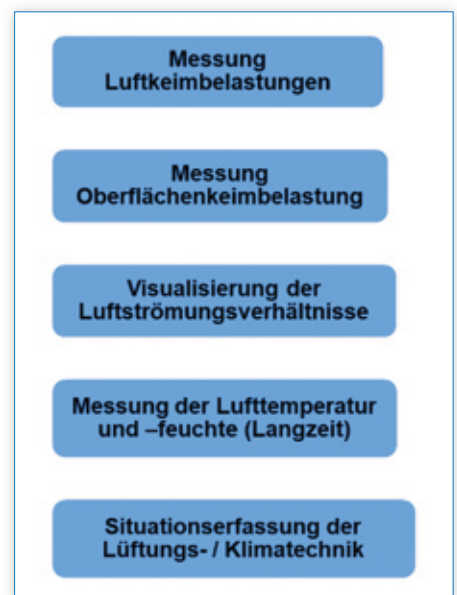 Messung
Luftkeimbelastungen
Messung
Oberflächenkeimbelastung
Visualisierung der
Luftströmungsverhältnisse
Messung der Lufttemperatur
und –feuchte (Langzeit)
Situationserfassung der
Lüftungs- / Klimatechnik